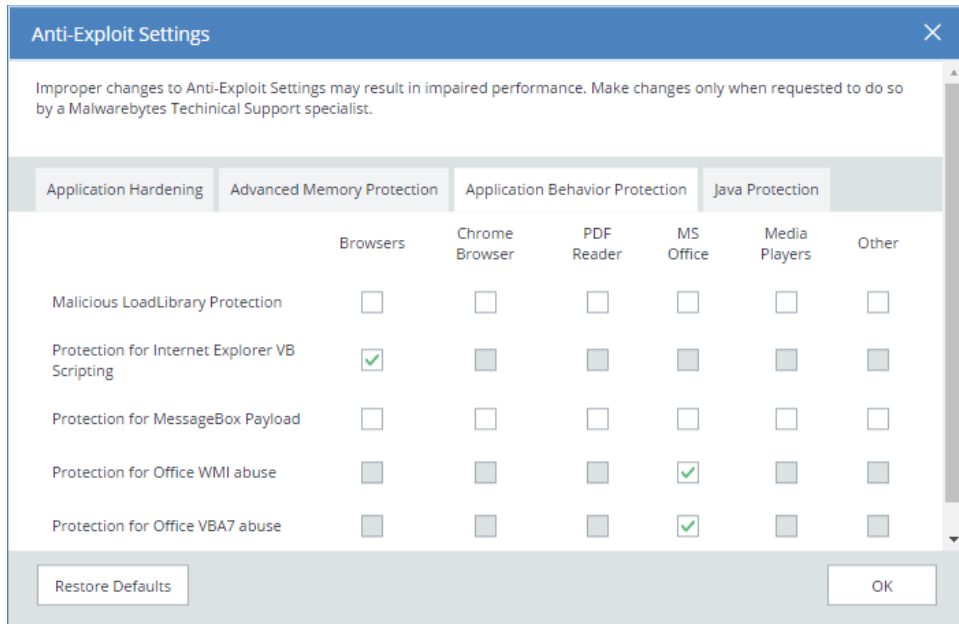 Anti-Exploit Settings
Improper changes to Anti-Exploit Settings may result in impaired performance. Make changes only when requested to do so
by a Malwarebytes Techinical Support specialist.
Application Hardening Advanced Memory Protection Application Behavior Protection Java Protection
Browsers Chrome Browser PDF Reader MS Office Media Players Other
Malicious LoadLibrary Protection
Protection for Internet Explorer VB
Scripting
Protection for MessageBox Payload
Protection for Office WMI abuse
Protection for Office VBA7 abuse
Restore Defaults OK